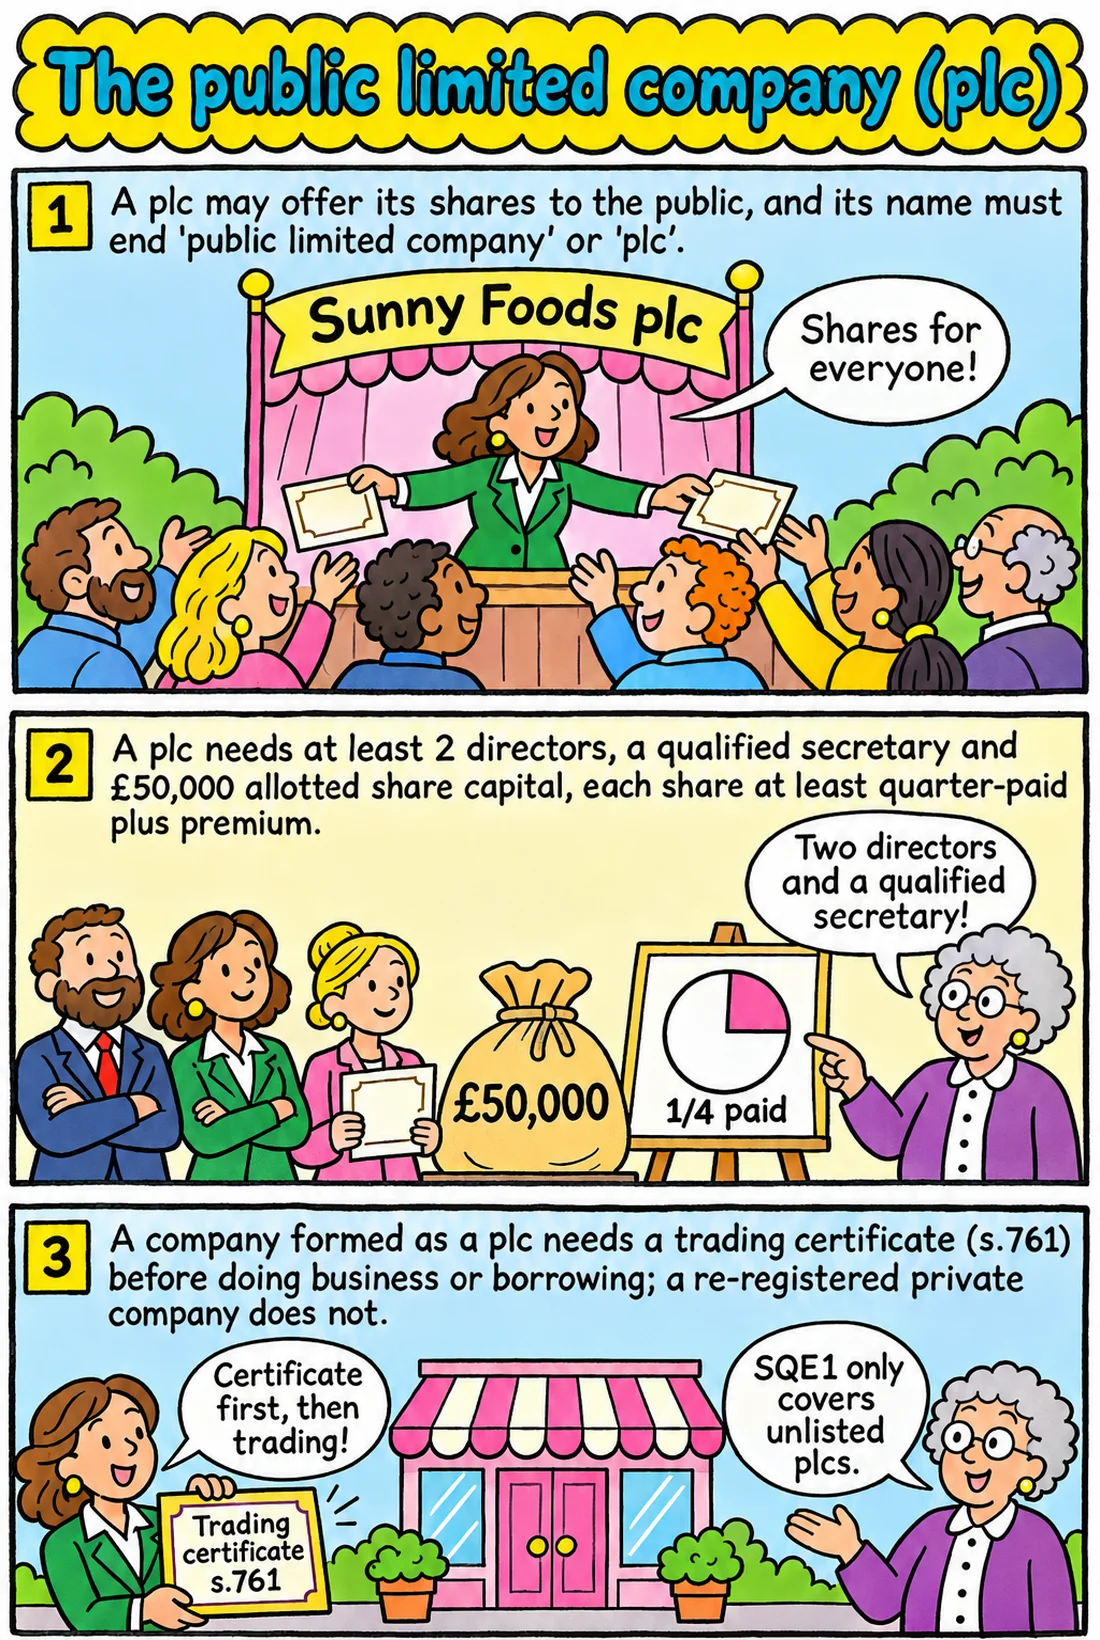 The public limited company (plc)
1
A plc may offer its shares to the public, and its name must
end 'public limited company' or 'plc'.
Sunny Foods plc
Shares for
everyone!
2
A plc needs at least 2 directors, a qualified secretary and
£50,000 allotted share capital, each share at least quarter-paid
plus premium.
Two directors
and a qualified
secretary!
£50,000
1/4 paid
3
A company formed as a plc needs a trading certificate (s.761)
before doing business or borrowing; a re-registered private
company does not.
Certificate
first, then
trading!
SQE1 only
covers
unlisted
plcs.
Trading
certificate
s.761